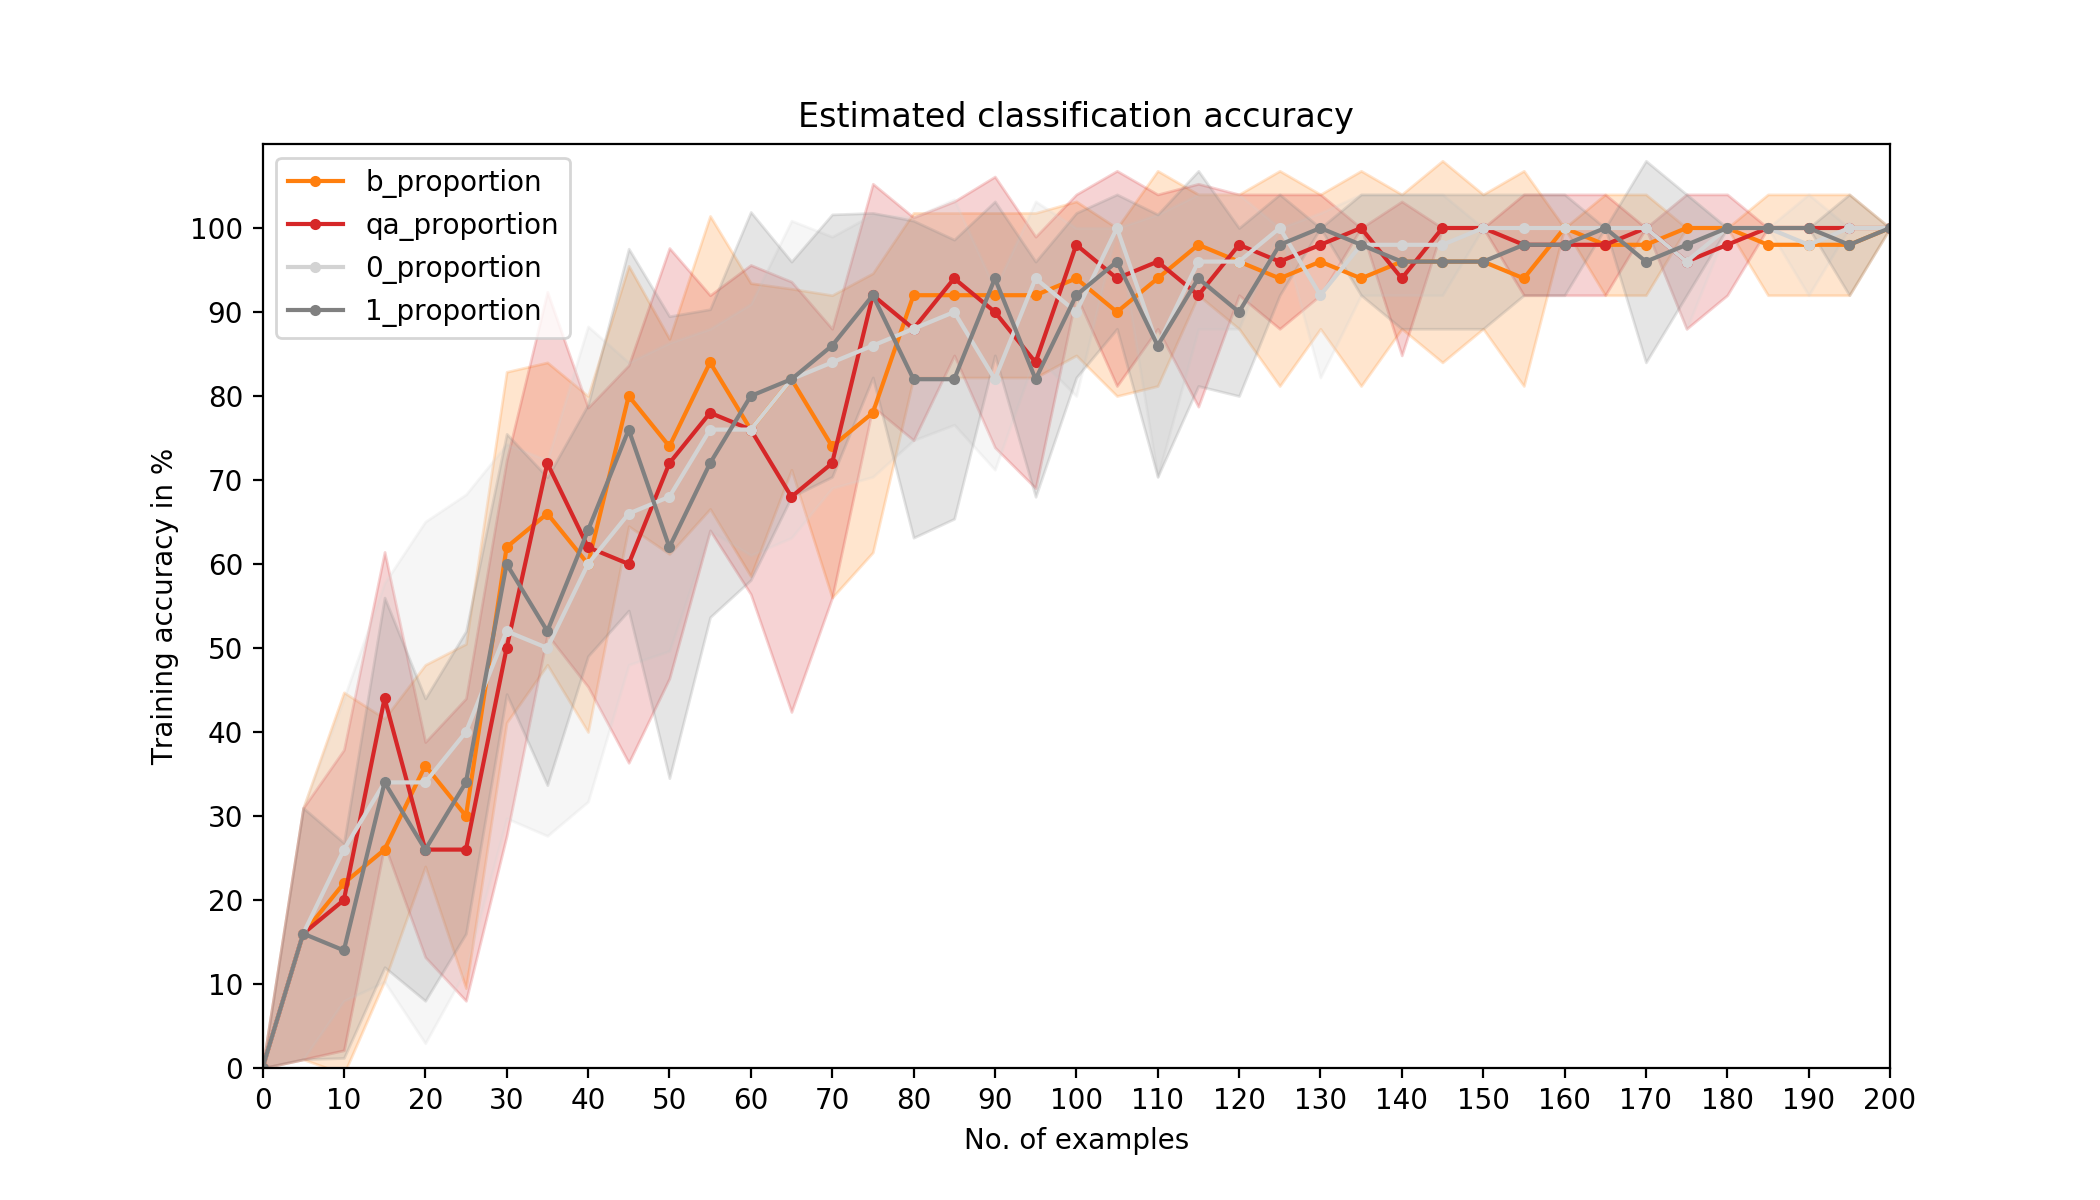 Estimated classification accuracy
b_proportion
qa_proportion
0_proportion
1_proportion
100
90
80
70
60
50
40
30
20
10
0
Training accuracy in %
0 10 20 30 40 50 60 70 80 90 100 110 120 130 140 150 160 170 180 190 200
No. of examples